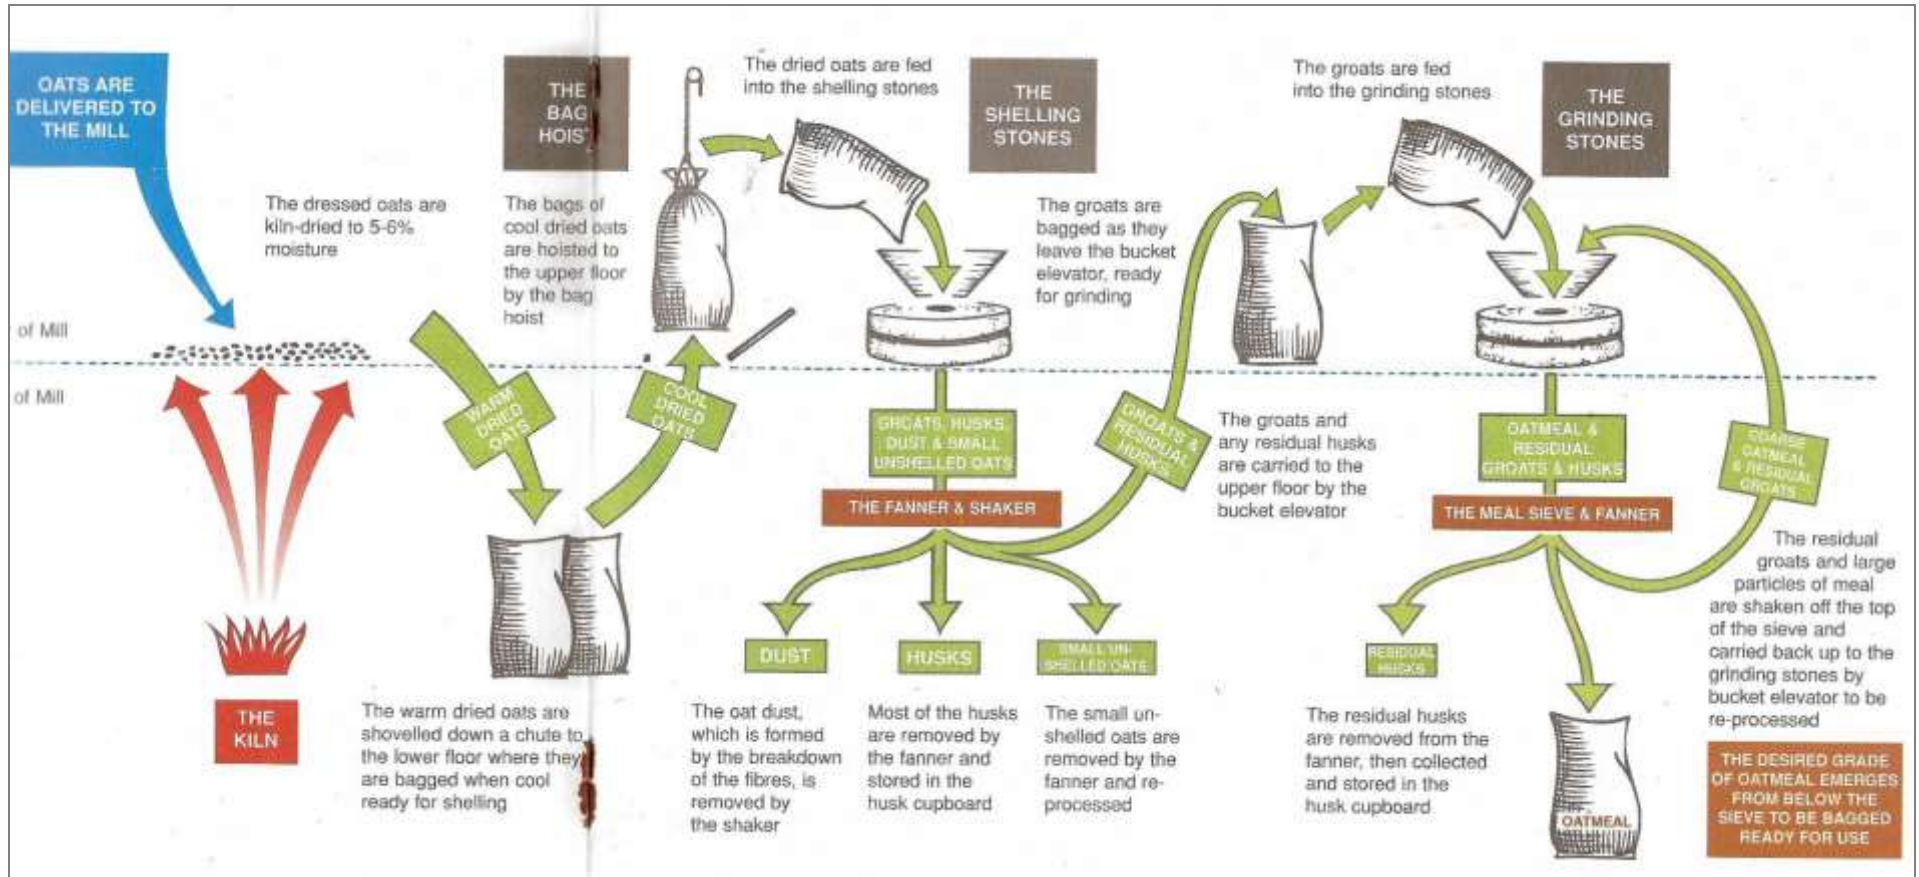 OATS ARE
DELIVERED TO
THE MILL
The dressed oats are
kiln-dried to 5-6%
moisture
of Mill
of Mill
THE
KILN
The warm dried oats are
shovelled down a chute to
the lower floor where they
are bagged when cool
ready for shelling
WARM
DRIED
OATS
THE
BAG
HOIST
The bags of
cool dried oats
are hoisted to
the upper floor
by the bag
hoist
COOL
DRIED
OATS
The dried oats are fed
into the shelling stones
THE
SHELLING
STONES
GROATS, HUSKS
DUST & SMALL
UNSHELLED OATS
THE FANNER & SHAKER
DUST
HUSKS
SMALL UN-
SHELLED OATS
The oat dust,
which is formed
by the breakdown
of the fibres, is
removed by
the shaker
Most of the husks
are removed by
the fanner and
stored in the
husk cupboard
The small un-
shelled oats are
removed by the
fanner and re-
processed
GROATS &
RESIDUAL
HUSKS
The groats and
any residual husks
are carried to the
upper floor by the
bucket elevator
The groats are
bagged as they
leave the bucket
elevator, ready
for grinding
The groats are fed
into the grinding stones
THE
GRINDING
STONES
OATMEAL &
RESIDUAL
GROATS & HUSKS
THE MEAL SIEVE & FANNER
RESIDUAL
HUSKS
The residual husks
are removed from the
fanner, then collected
and stored in the
husk cupboard
OATMEAL
COARSE
OATMEAL
& RESIDUAL
GROATS
The residual
groats and large
particles of meal
are shaken off the top
of the sieve and
carried back up to the
grinding stones by
bucket elevator to be
re-processed
THE DESIRED GRADE
OF OATMEAL EMERGES
FROM BELOW THE
SIEVE TO BE BAGGED
READY FOR USE